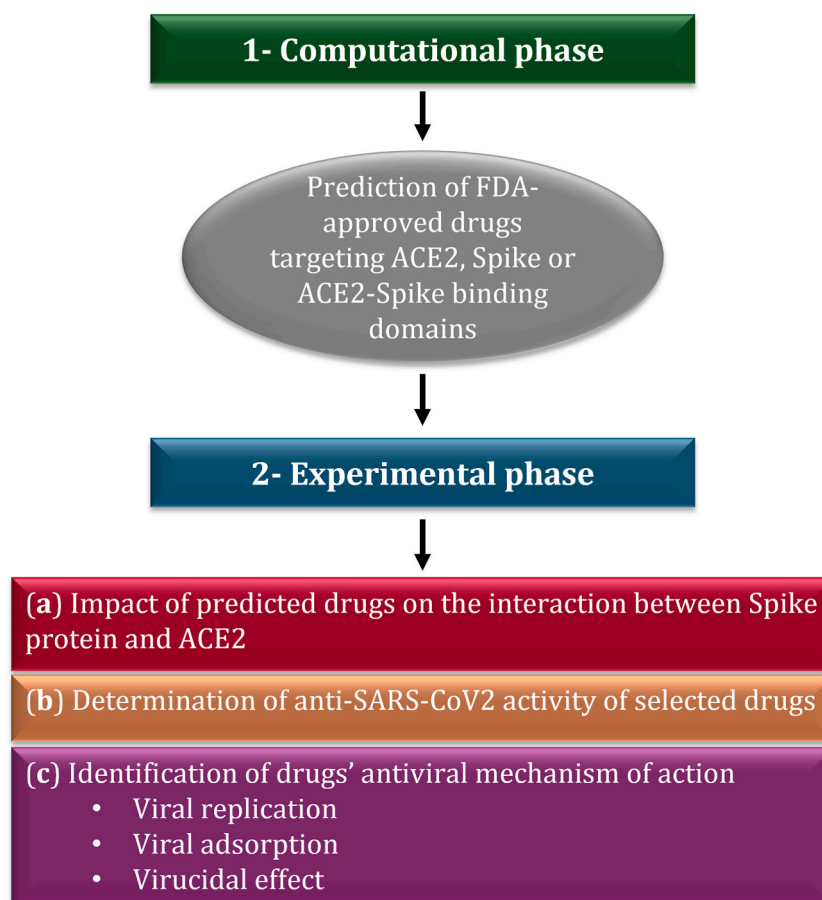 1- Computational phase
Prediction of FDA-
approved drugs
targeting ACE2, Spike or
ACE2-Spike binding
domains
2- Experimental phase
(a) Impact of predicted drugs on the interaction between Spike
protein and ACE2
(b) Determination of anti-SARS-CoV2 activity of selected drugs
(c) Identification of drugs’ antiviral mechanism of action
• Viral replication
• Viral adsorption
• Virucidal effect